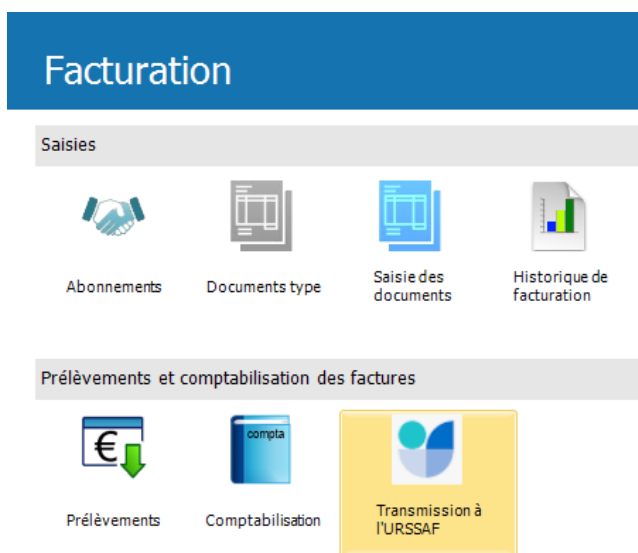 Facturation
Saisies
Abonnements
Documents type
Saisie des
documents
Historique de
facturation
Prélèvements et comptabilisation des factures
€
compta
Prélèvements
Comptabilisation
Transmission à
l'URSSAF